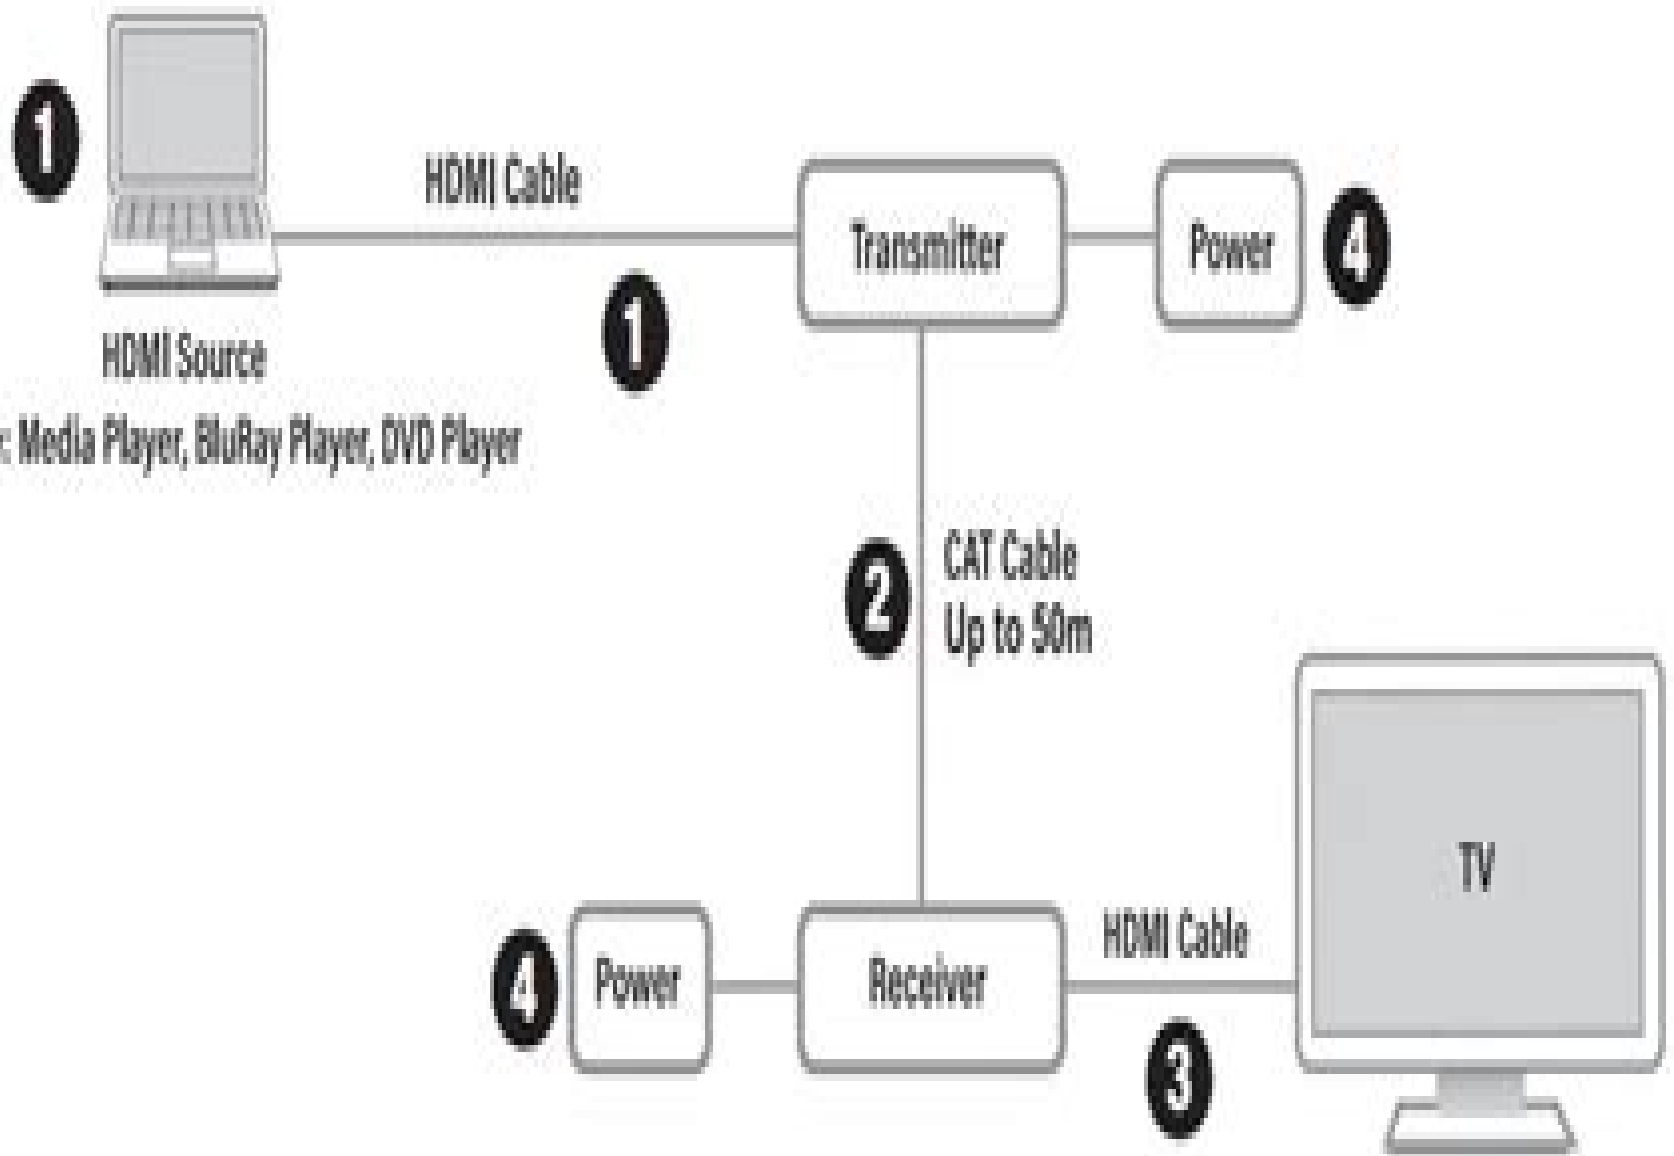 1
HDMI Cable
Transmitter
Power
4
1
HDMI Source
: Media Player, BluRay Player, DVD Player
2
CAT Cable
Up to 50m
TV
4
Power
Receiver
HDMI Cable
3